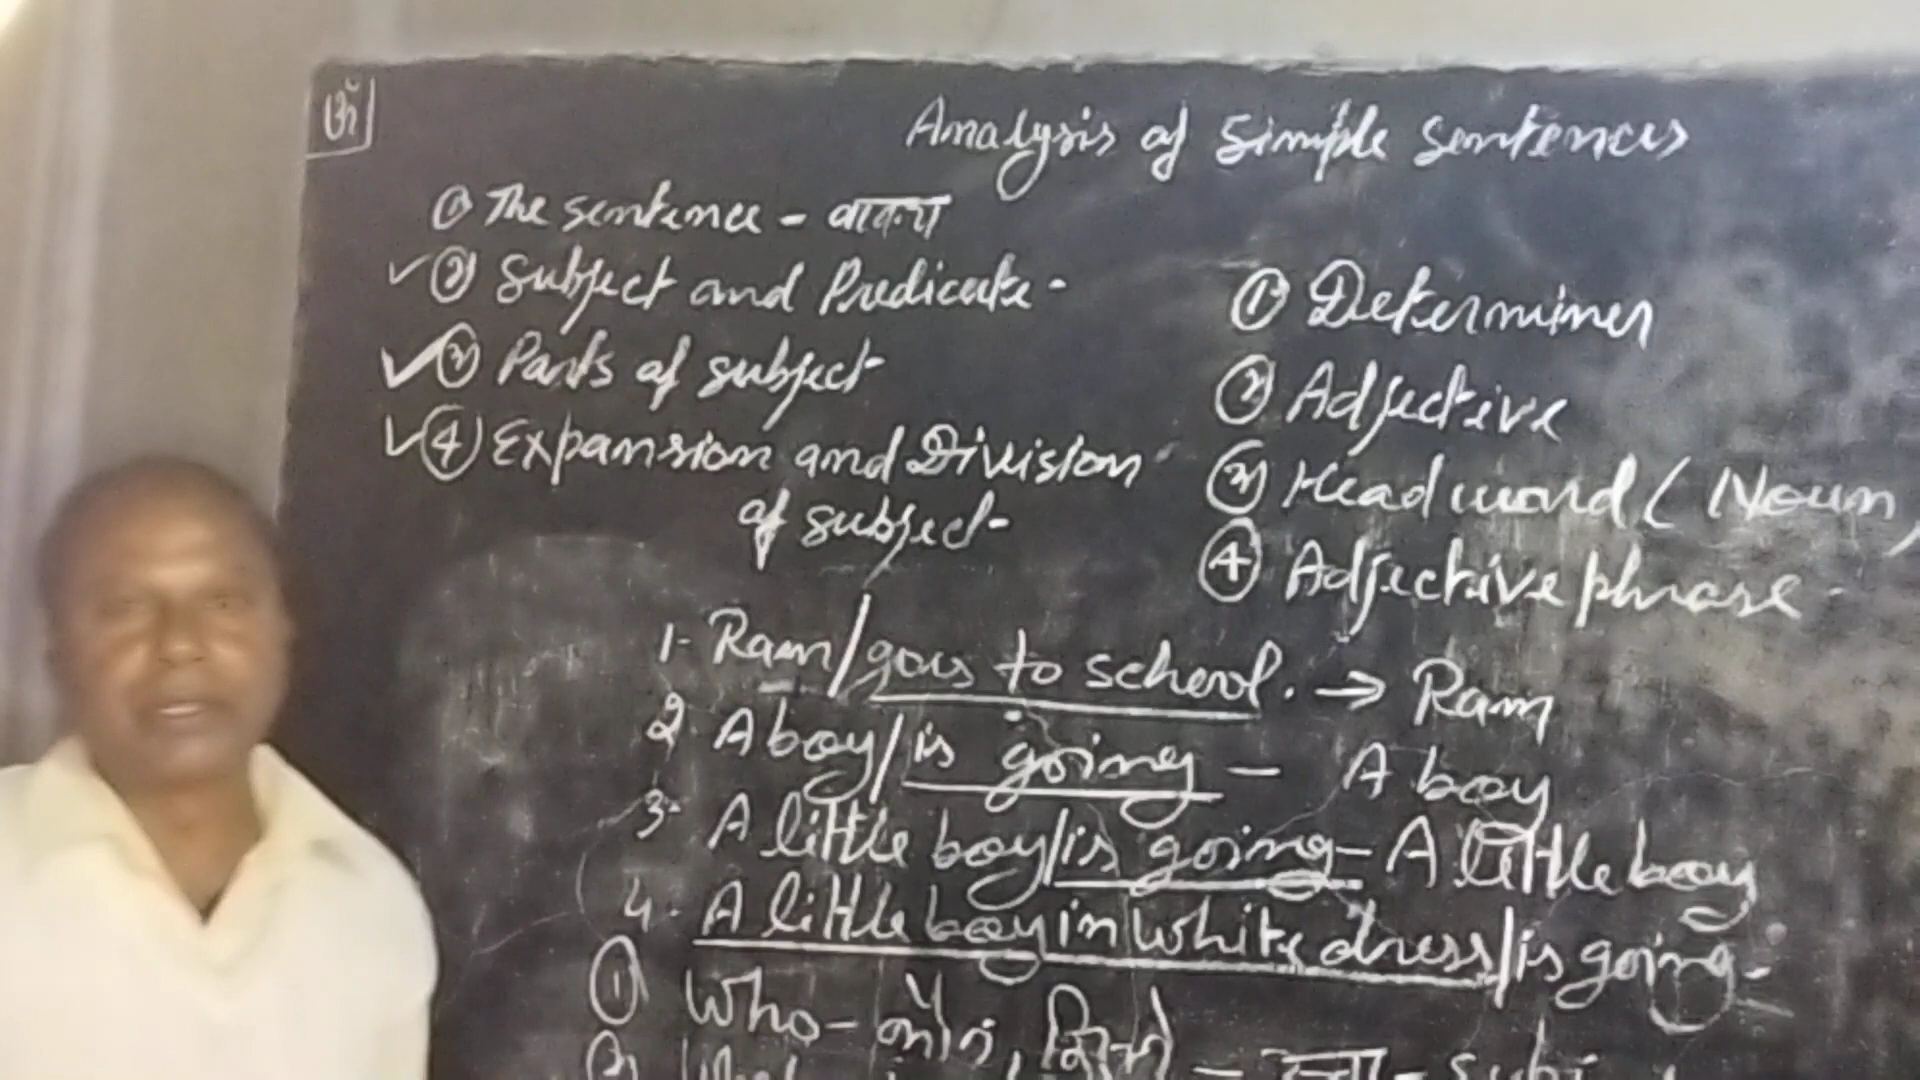 ॐ
Analysis of Simple Sentences
① The sentence - वाक्य
② Subject and Predicate -
③ Parts of subject
④ Expansion and Division
of subject -
① Determiner
② Adjective
③ Head word ( Noun,
④ Adjective phrase -
1- Ram/goes to school. → Ram
2 A boy/is going - A boy
3- A little boy/is going - A little boy
4- A little boy in white dress/is going -
① Who - कौन, किसने